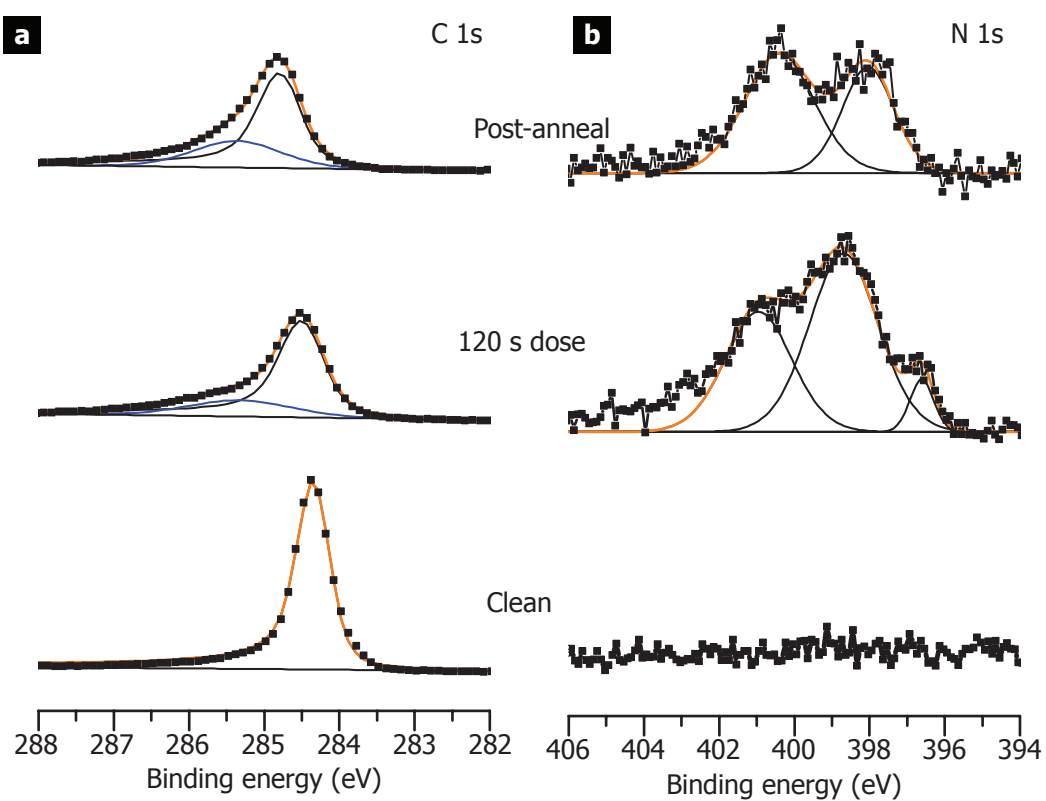 a
C 1s
b
N 1s
Post-anneal
120 s dose
Clean
288 287 286 285 284 283 282
Binding energy (eV)
406 404 402 400 398 396 394
Binding energy (eV)